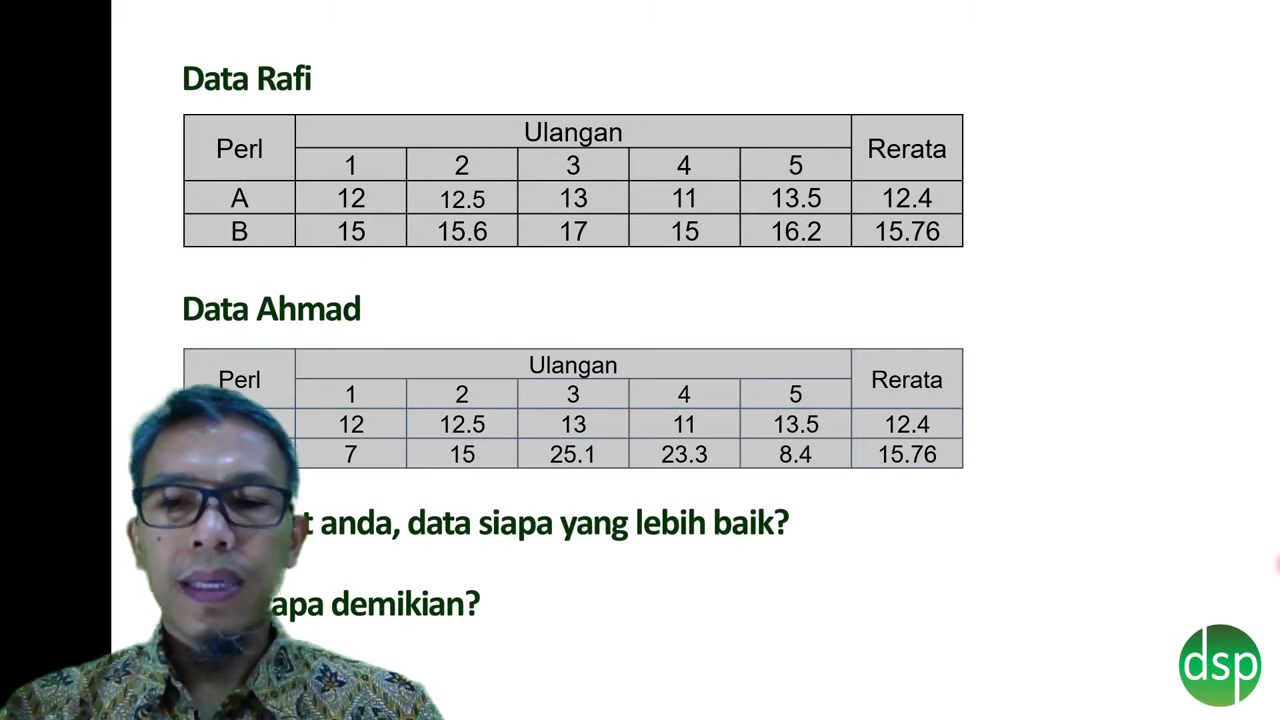 Data Rafi
Perl Ulangan Rerata
1 2 3 4 5
A 12 12.5 13 11 13.5 12.4
B 15 15.6 17 15 16.2 15.76
Data Ahmad
Perl Ulangan Rerata
1 2 3 4 5
12 12.5 13 11 13.5 12.4
7 15 25.1 23.3 8.4 15.76
anda, data siapa yang lebih baik?
demikian?
dsp